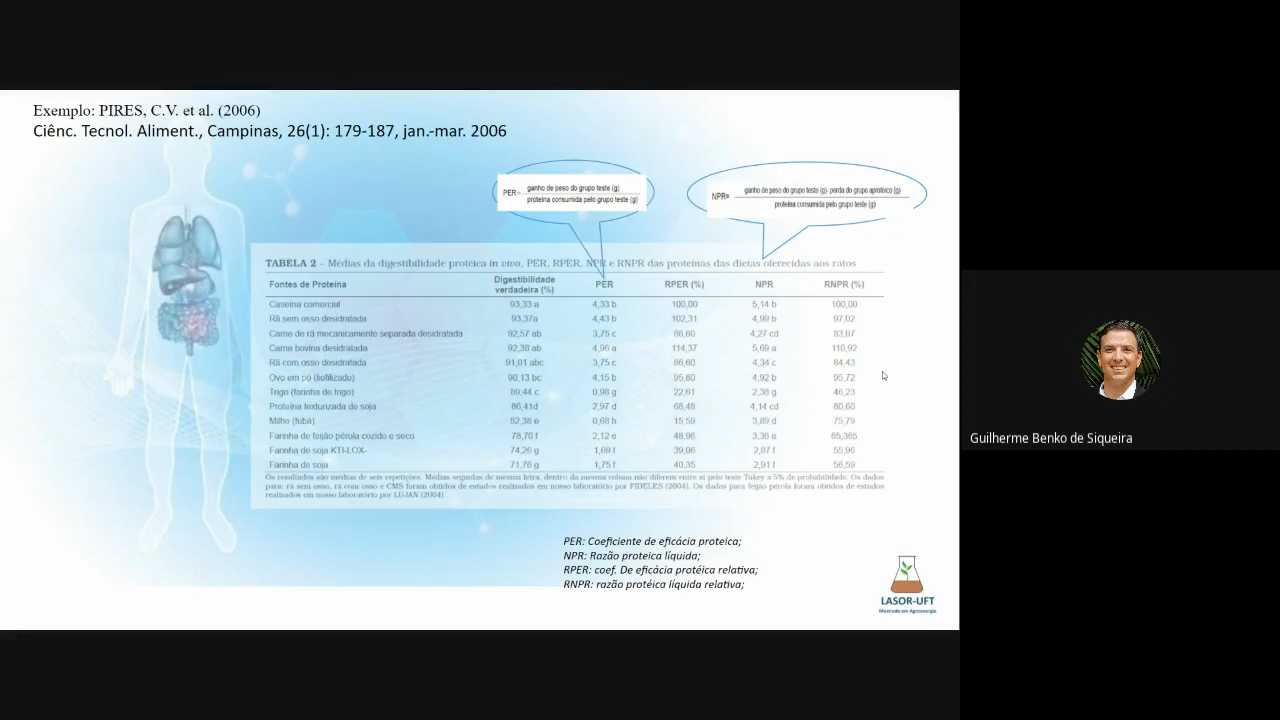 Exemplo: PIRES, C.V. et al. (2006)
Ciênc. Tecnol. Aliment., Campinas, 26(1): 179-187, jan.-mar. 2006
PER= ganho de peso do grupo teste (g)
proteína consumida pelo grupo teste (g)
NPR= ganho de peso do grupo teste (g)- perda do grupo aproteico (g)
proteína consumida pelo grupo teste (g)
TABELA 2 – Médias da digestibilidade protéica in vivo, PER, RPER, NPR e RNPR das proteínas das dietas oferecidas aos ratos
Fontes de Proteína Digestibilidade verdadeira (%) PER RPER (%) NPR RNPR (%)
Caseína comercial 93,33 a 4,33 b 100,00 5,14 b 100,00
Rã sem osso desidratada 93,37a 4,43 b 102,31 4,99 b 97,02
Carne de rã mecanicamente separada desidratada 92,57 ab 3,75 c 86,60 4,27 cd 83,07
Carne bovina desidratada 92,38 ab 4,96 a 114,37 5,69 a 110,92
Rã com osso desidratada 91,01 abc 3,75 c 86,60 4,34 c 84,43
Ovo em pó (liofilizado) 90,13 bc 4,15 b 95,80 4,92 b 95,72
Trigo (farinha de trigo) 89,44 c 0,98 g 22,61 2,38 g 46,23
Proteína texturizada de soja 86,41d 2,97 d 68,48 4,14 cd 80,60
Milho (fubá) 82,38 e 0,68 h 15,59 3,89 d 75,79
Farinha de feijão pérola cozido e seco 78,70 f 2,12 e 48,96 3,36 e 65,365
Farinha de soja KTI-LOX- 74,26 g 1,69 f 39,06 2,87 f 55,96
Farinha de soja 71,76 g 1,75 f 40,35 2,91 f 56,59
Os resultados são médias de seis repetições. Médias seguidas de mesma letra, dentro da mesma coluna não diferem entre si pelo teste Tukey a 5% de probabilidade. Os dados
para: rã sem osso, rã com osso e CMS foram obtidos de estudos realizados em nosso laboratório por FIDELES (2004). Os dados para feijão pérola foram obtidos de estudos
realizados em nosso laboratório por LUJAN (2004)
PER: Coeficiente de eficácia proteica;
NPR: Razão proteica líquida;
RPER: coef. De eficácia protéica relativa;
RNPR: razão protéica líquida relativa;
LASOR-UFT
Mestrado em Agroenergia
Guilherme Benko de Siqueira